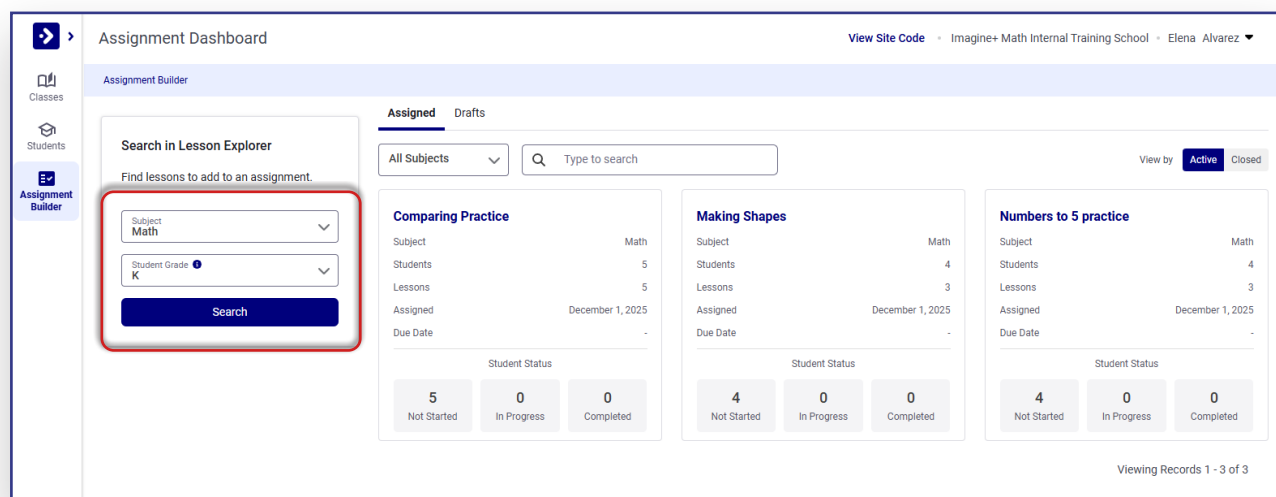 Assignment Dashboard
View Site Code • Imagine+ Math Internal Training School • Elena Alvarez
Classes
Students
Assignment
Builder
Assignment Builder
Search in Lesson Explorer
Find lessons to add to an assignment.
Subject
Math
Student Grade
K
Search
Assigned Drafts
All Subjects
Type to search
View by Active Closed
Comparing Practice
Subject Math
Students 5
Lessons 5
Assigned December 1, 2025
Due Date -
Student Status
5 0 0
Not Started In Progress Completed
Making Shapes
Subject Math
Students 4
Lessons 3
Assigned December 1, 2025
Due Date -
Student Status
4 0 0
Not Started In Progress Completed
Numbers to 5 practice
Subject Math
Students 4
Lessons 3
Assigned December 1, 2025
Due Date -
Student Status
4 0 0
Not Started In Progress Completed
Viewing Records 1 - 3 of 3